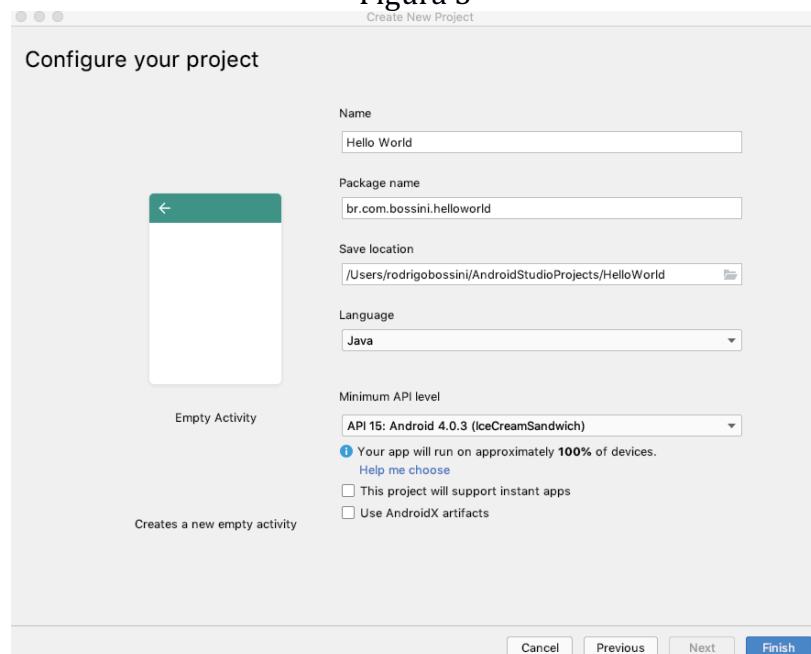 Create New Project
Configure your project
Name
Hello World
Package name
br.com.bossini.helloworld
Save location
/Users/rodrigobossini/AndroidStudioProjects/HelloWorld
Language
Java
Minimum API level
API 15: Android 4.0.3 (IceCreamSandwich)
Your app will run on approximately 100% of devices.
Help me choose
This project will support instant apps
Use AndroidX artifacts
Empty Activity
Creates a new empty activity
Cancel Previous Next Finish